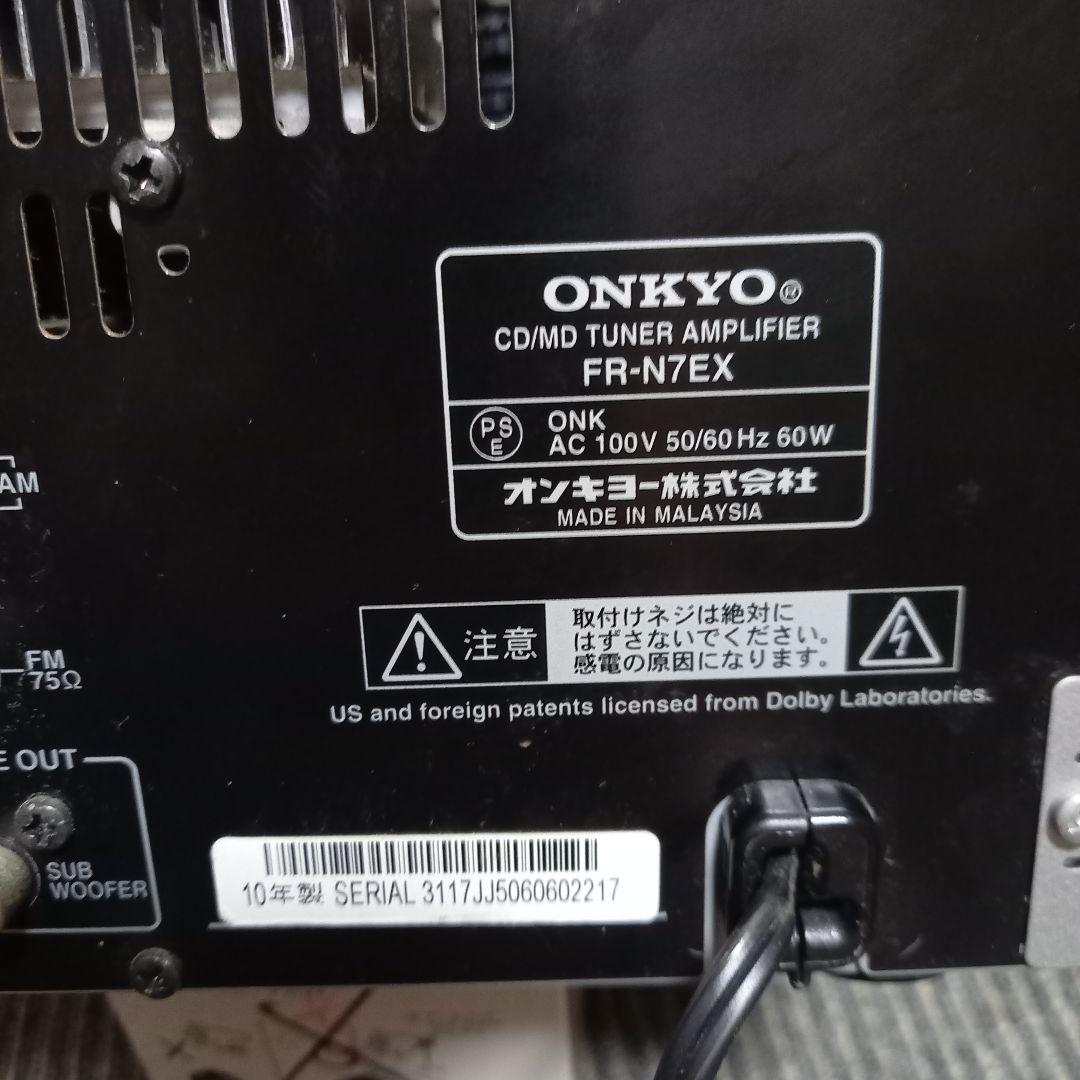 ONKYO®
CD/MD TUNER AMPLIFIER
FR-N7EX
PS
E
ONK
AC 100V 50/60Hz 60W
オンキヨー株式会社
MADE IN MALAYSIA
AM
注意
取付けネジは絶対に
はずさないでください。
感電の原因になります。
FM
75Ω
US and foreign patents licensed from Dolby Laboratories.
E OUT
SUB
WOOFER
10年製 SERIAL 3117JJ5060602217